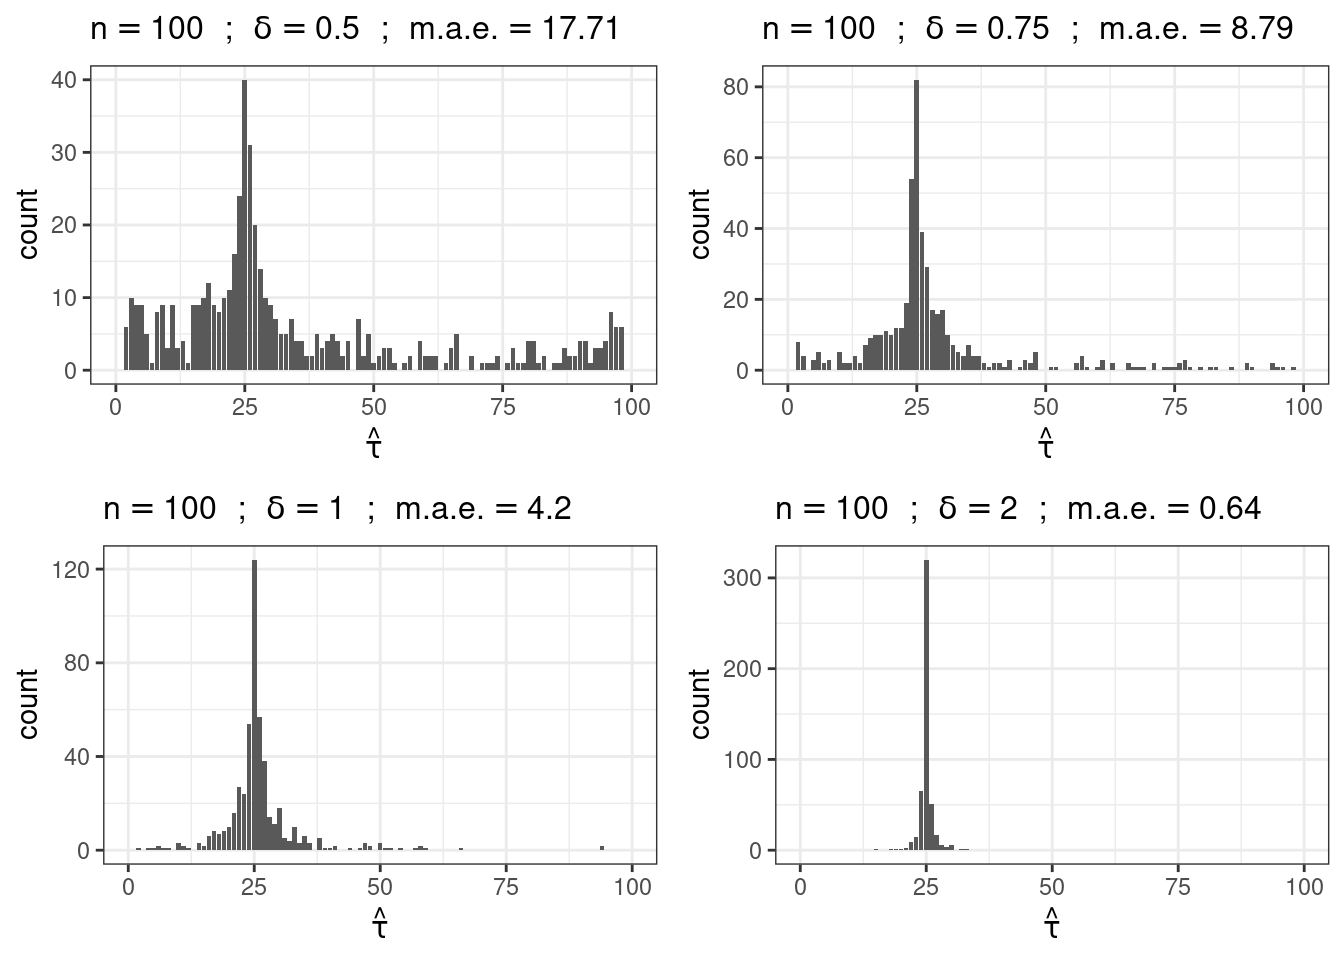 n = 100 ; δ = 0.5 ; m.a.e. = 17.71
40
30
20
10
0
count
0 25 50 75 100
τ̂
n = 100 ; δ = 0.75 ; m.a.e. = 8.79
80
60
40
20
0
count
0 25 50 75 100
τ̂
n = 100 ; δ = 1 ; m.a.e. = 4.2
120
80
40
0
count
0 25 50 75 100
τ̂
n = 100 ; δ = 2 ; m.a.e. = 0.64
300
200
100
0
count
0 25 50 75 100
τ̂